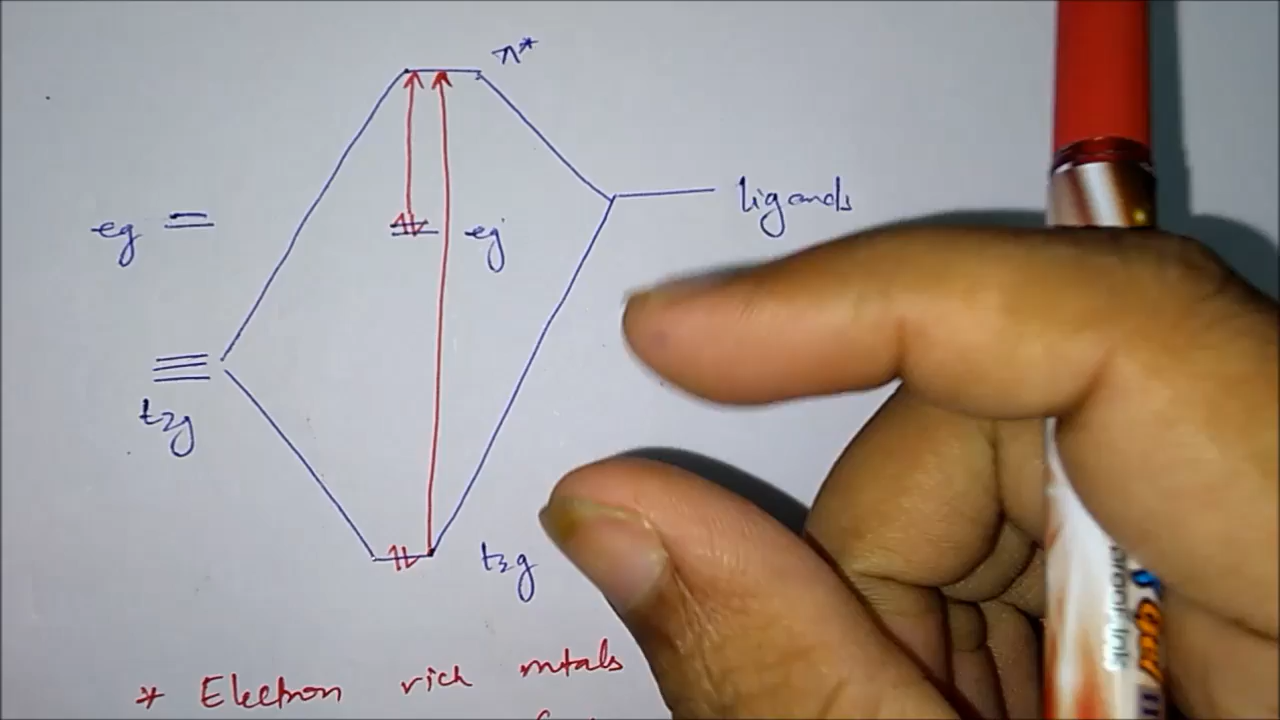 π*
ligands
eg
eg
t2g
t2g
* Electron rich metals